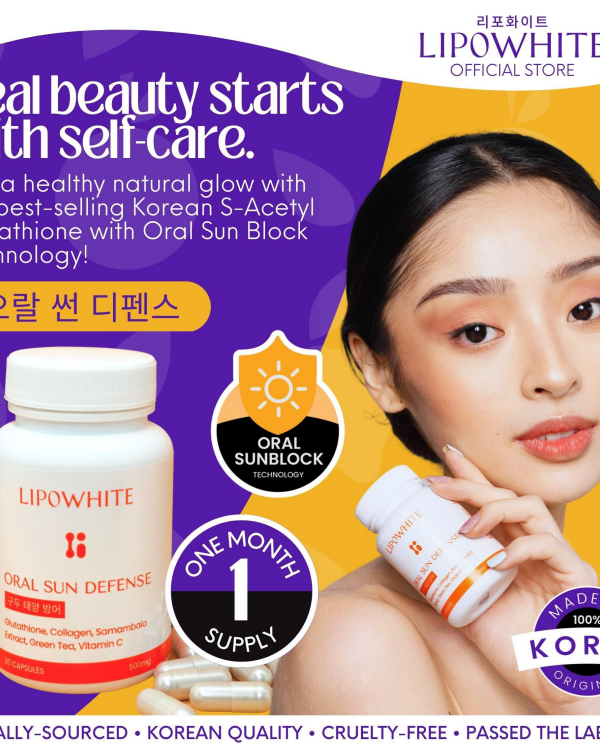 리포화이트
LIPOWHITE
OFFICIAL STORE
eal beauty starts
ith self-care.
a healthy natural glow with
best-selling Korean S-Acetyl
athione with Oral Sun Block
hnology!
오랄 썬 디펜스
ORAL
SUNBLOCK
TECHNOLOGY
LIPOWHITE
ORAL SUN DEFENSE
구두 태양 방어
Glutathione, Collagen, Samambaia
Extract, Green Tea, Vitamin C
30 CAPSULES
500mg
ONE MONTH
1
SUPPLY
LIPOWHITE
ORAL SUN DEFENSE
MADE
100%
KOR
ORIGIN
ALLY-SOURCED • KOREAN QUALITY • CRUELTY-FREE • PASSED THE LAB